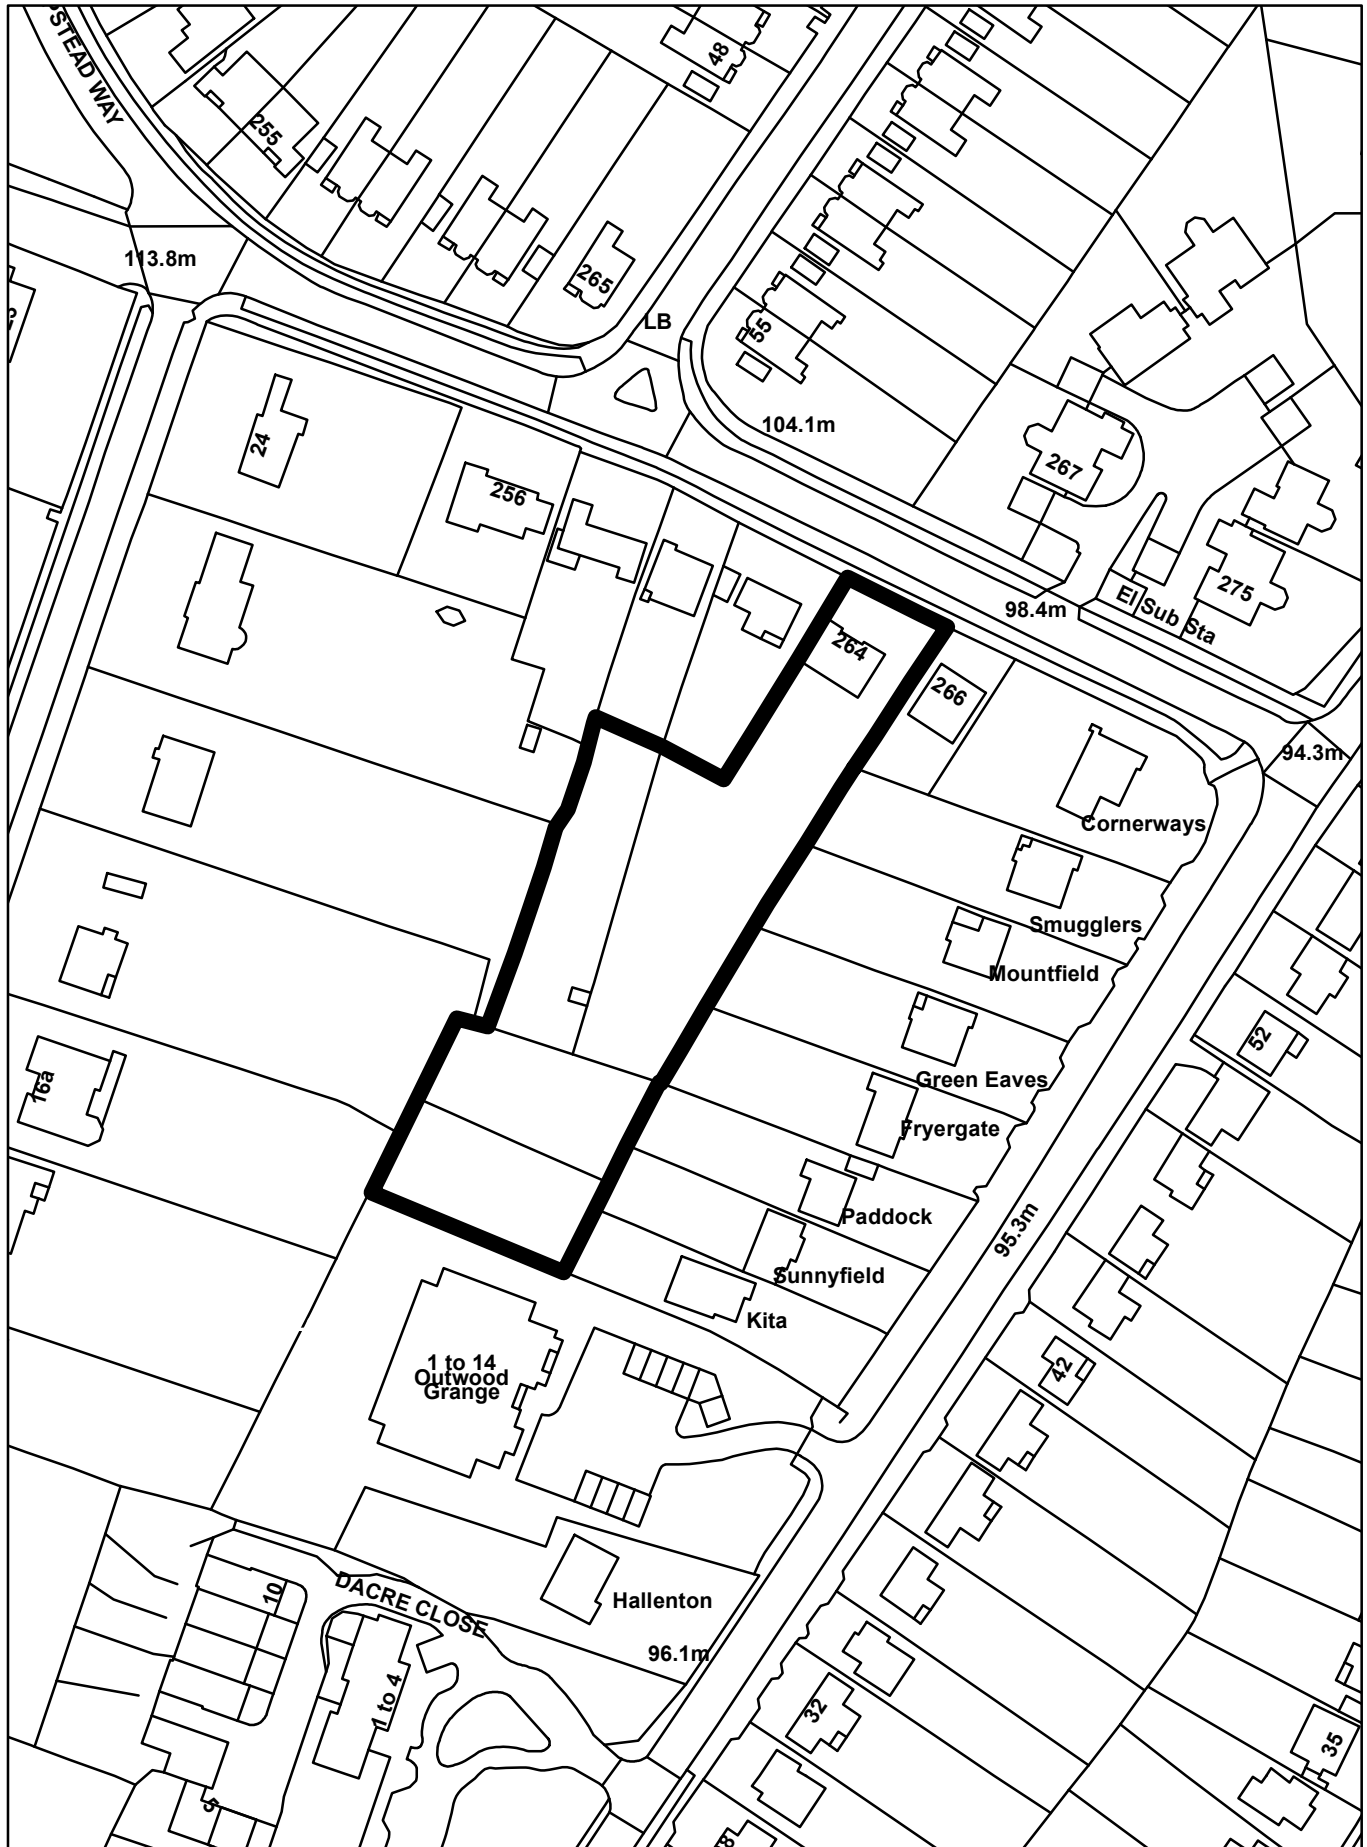 STEAD WAY
48
255
113.8m
265
LB
55
104.1m
24
256
267
98.4m
El Sub Sta
275
264
266
94.3m
Cornerways
Smugglers
Mountfield
52
16a
Green Eaves
Fryergate
Paddock
95.3m
Sunnyfield
Kita
1 to 14
Outwood
Grange
42
10
DACRE CLOSE
Hallenton
96.1m
1 to 4
32
35
5